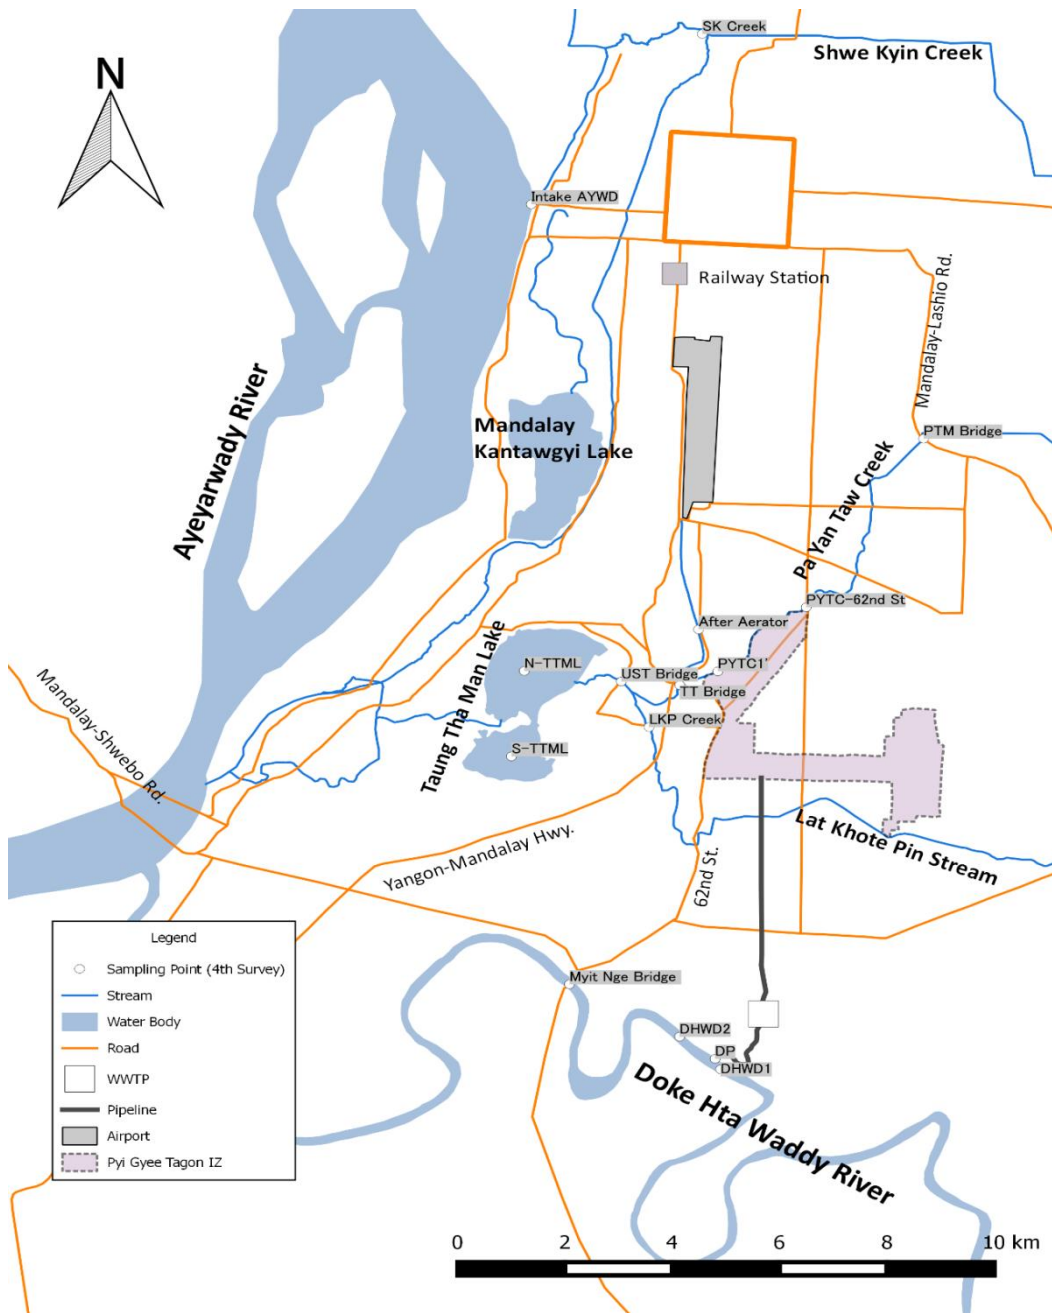 SK Creek
Shwe Kyin Creek
N
Intake AYWD
Railway Station
Mandalay-Lashio Rd.
Ayeyarwady River
Mandalay
Kantawgyi Lake
PTM Bridge
Pa Yan Taw Creek
PYTC-62nd St
After Aerator
Taung Tha Man Lake
N-TTML
UST Bridge
PYTC1'
TT Bridge
LKP Creek
S-TTML
Mandalay-Shwebo Rd.
Yangon-Mandalay Hwy.
62nd St.
Lat Khote Pin Stream
Legend
Sampling Point (4th Survey)
Stream
Water Body
Road
WWTP
Pipeline
Airport
Pyi Gyee Tagon IZ
Myit Nge Bridge
DHWD2
DP
DHWD1
Doke Hta Waddy River
0 2 4 6 8 10 km